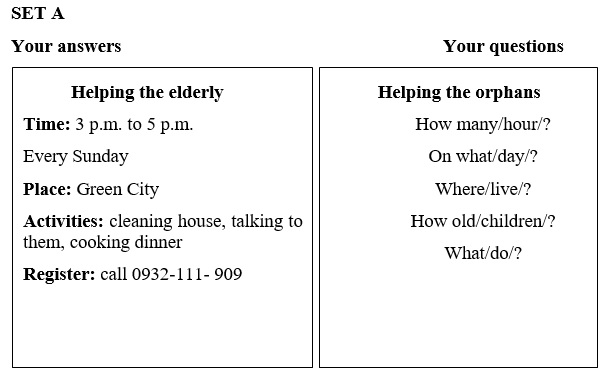 SET A
Your answers
Your questions
Helping the elderly
Time: 3 p.m. to 5 p.m.
Every Sunday
Place: Green City
Activities: cleaning house, talking to
them, cooking dinner
Register: call 0932-111- 909
Helping the orphans
How many/hour/?
On what/day/?
Where/live/?
How old/children/?
What/do/?